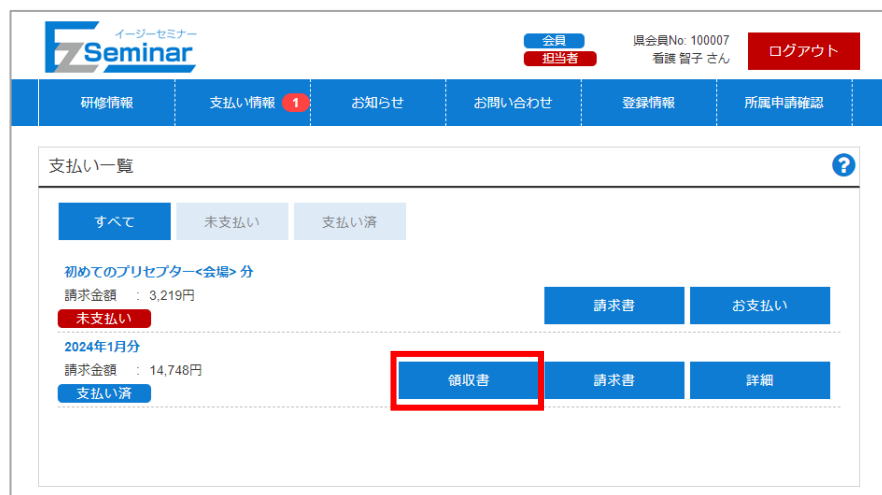 イージーセミナー
EZ Seminar
会員
担当者
県会員No: 100007
看護 智子 さん
ログアウト
研修情報 支払い情報 1 お知らせ お問い合わせ 登録情報 所属申請確認
支払い一覧
?
すべて 未支払い 支払い済
初めてのプリセプター<会場> 分
請求金額 : 3,219円
未支払い
請求書 お支払い
2024年1月分
請求金額 : 14,748円
支払い済
領収書 請求書 詳細